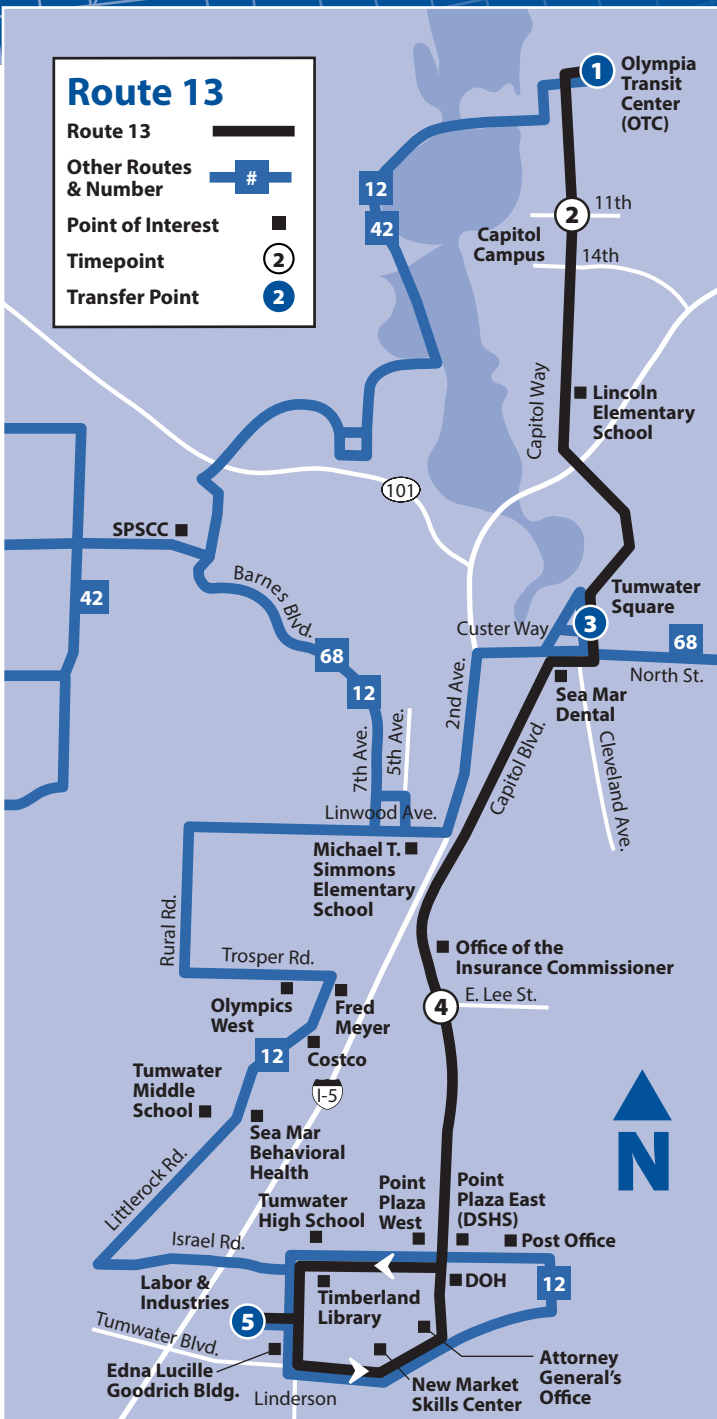 Route 13
Route 13
Other Routes
& Number
#
Point of Interest
Timepoint
2
Transfer Point
2
1
Olympia
Transit
Center
(OTC)
12
42
2
11th
Capitol
Campus
14th
Capitol Way
Lincoln
Elementary
School
101
SPSCC
42
Barnes Blvd.
68
12
Tumwater
Square
Custer Way
3
68
North St.
Sea Mar
Dental
2nd Ave.
Capitol Blvd.
Cleveland Ave.
7th Ave.
5th Ave.
Linwood Ave.
Michael T.
Simmons
Elementary
School
Rural Rd.
Trosper Rd.
Office of the
Insurance Commissioner
Olympics
West
Fred
Meyer
4
E. Lee St.
12
Costco
Tumwater
Middle
School
I-5
Sea Mar
Behavioral
Health
N
Littlerock Rd.
Tumwater
High School
Point
Plaza
West
Point
Plaza East
(DSHS)
Post Office
Israel Rd.
Labor &
Industries
Timberland
Library
DOH
12
5
Tumwater Blvd.
Edna Lucille
Goodrich Bldg.
Linderson
New Market
Skills Center
Attorney
General's
Office